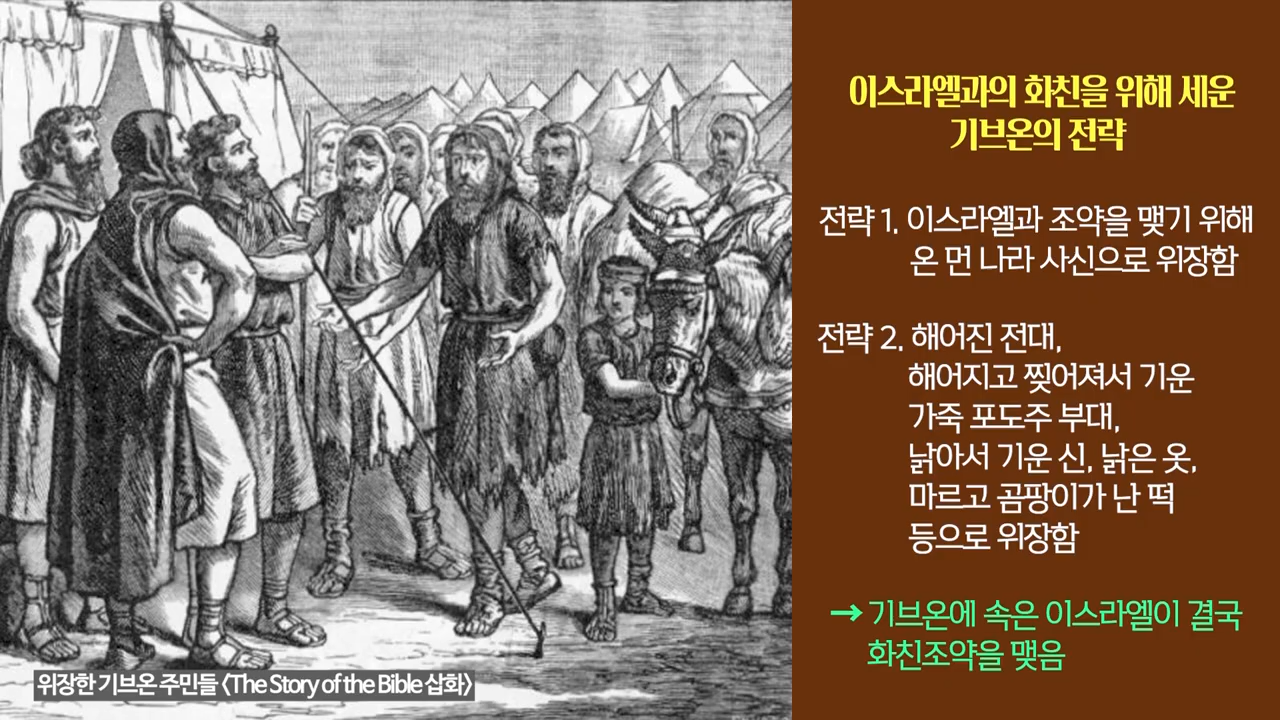 이스라엘과의 화친을 위해 세운
기브온의 전략
전략 1. 이스라엘과 조약을 맺기 위해
온 먼 나라 사신으로 위장함
전략 2. 해어진 전대,
해어지고 찢어져서 기운
가죽 포도주 부대,
낡아서 기운 신, 낡은 옷,
마르고 곰팡이가 난 떡
등으로 위장함
→ 기브온에 속은 이스라엘이 결국
화친조약을 맺음
위장한 기브온 주민들 <The Story of the Bible 삽화>